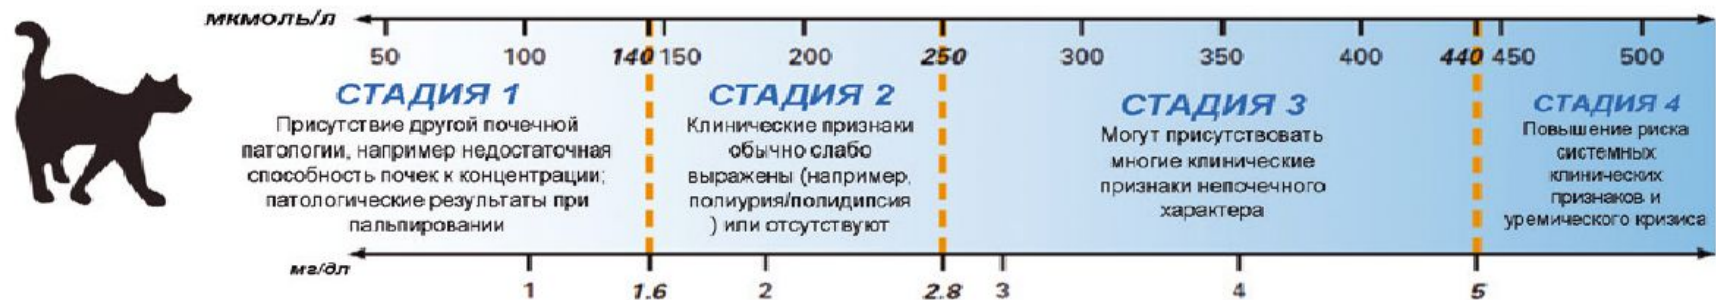 мкмоль/л
50 100 140 150 200 250 300 350 400 440 450 500
СТАДИЯ 1
Присутствие другой почечной
патологии, например недостаточная
способность почек к концентрации;
патологические результаты при
пальпировании
СТАДИЯ 2
Клинические признаки
обычно слабо
выражены (например,
полиурия/полидипсия
) или отсутствуют
СТАДИЯ 3
Могут присутствовать
многие клинические
признаки непочечного
характера
СТАДИЯ 4
Повышение риска
системных
клинических
признаков и
уремического кризиса
мг/дл
1 1.6 2 2.8 3 4 5